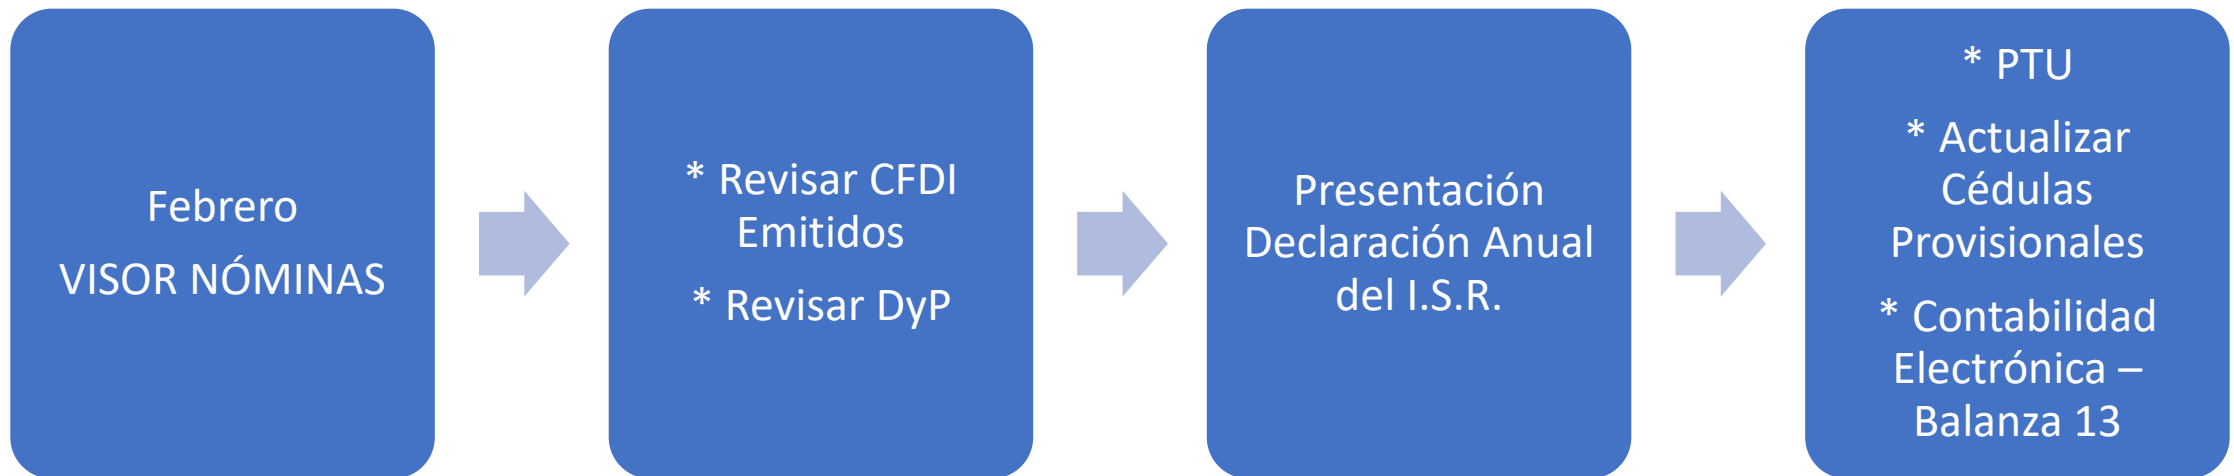 Febrero
VISOR NÓMINAS
* Revisar CFDI
Emitidos
* Revisar DyP
Presentación
Declaración Anual
del I.S.R.
* PTU
* Actualizar
Cédulas
Provisionales
* Contabilidad
Electrónica –
Balanza 13